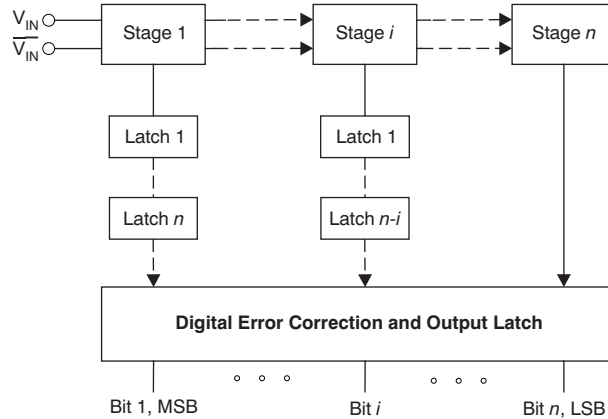 V_IN Stage 1 Stage i Stage n
V̅_I̅N̅
Latch 1 Latch 1
Latch n Latch n-i
Digital Error Correction and Output Latch
Bit 1, MSB Bit i Bit n, LSB